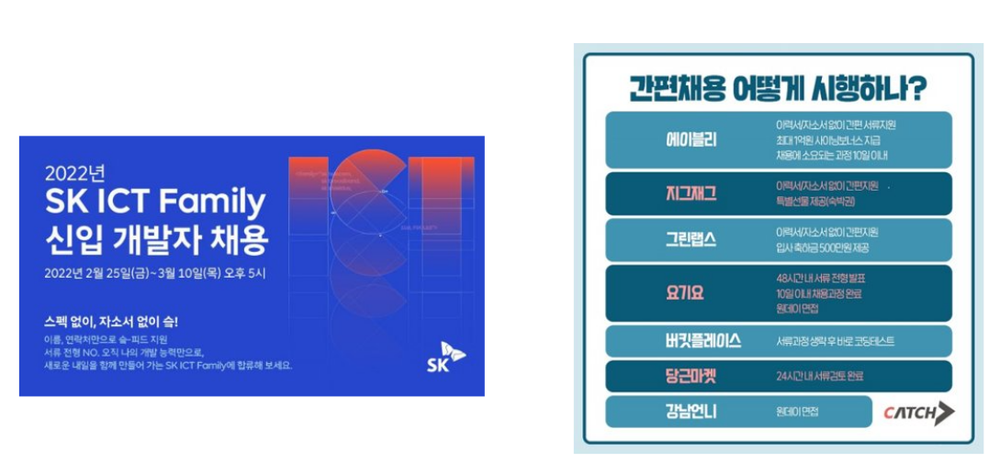 2022년
SK ICT Family
신입 개발자 채용
2022년 2월 25일(금)~3월 10일(목) 오후 5시
스펙 없이, 자소서 없이 슼!
이름, 연락처만으로 슼-피드 지원
서류 전형 NO. 오직 나의 개발 능력만으로,
새로운 내일을 함께 만들어 가는 SK ICT Family에 합류해 보세요.
SK
간편채용 어떻게 시행하나?
에이블리
이력서/자소서 없이 간편 서류지원
최대 1억원 사이닝보너스 지급
채용에 소요되는 과정 10일 이내
지그재그
이력서/자소서 없이 간편지원
특별선물 제공(숙박권)
그린랩스
이력서/자소서 없이 간편지원
입사 축하금 500만원 제공
요기요
48시간 내 서류 전형 발표
10일 이내 채용과정 완료
원데이 면접
버킷플레이스
서류과정 생략 후 바로 코딩테스트
당근마켓
24시간 내 서류검토 완료
강남언니
원데이 면접
CATCH